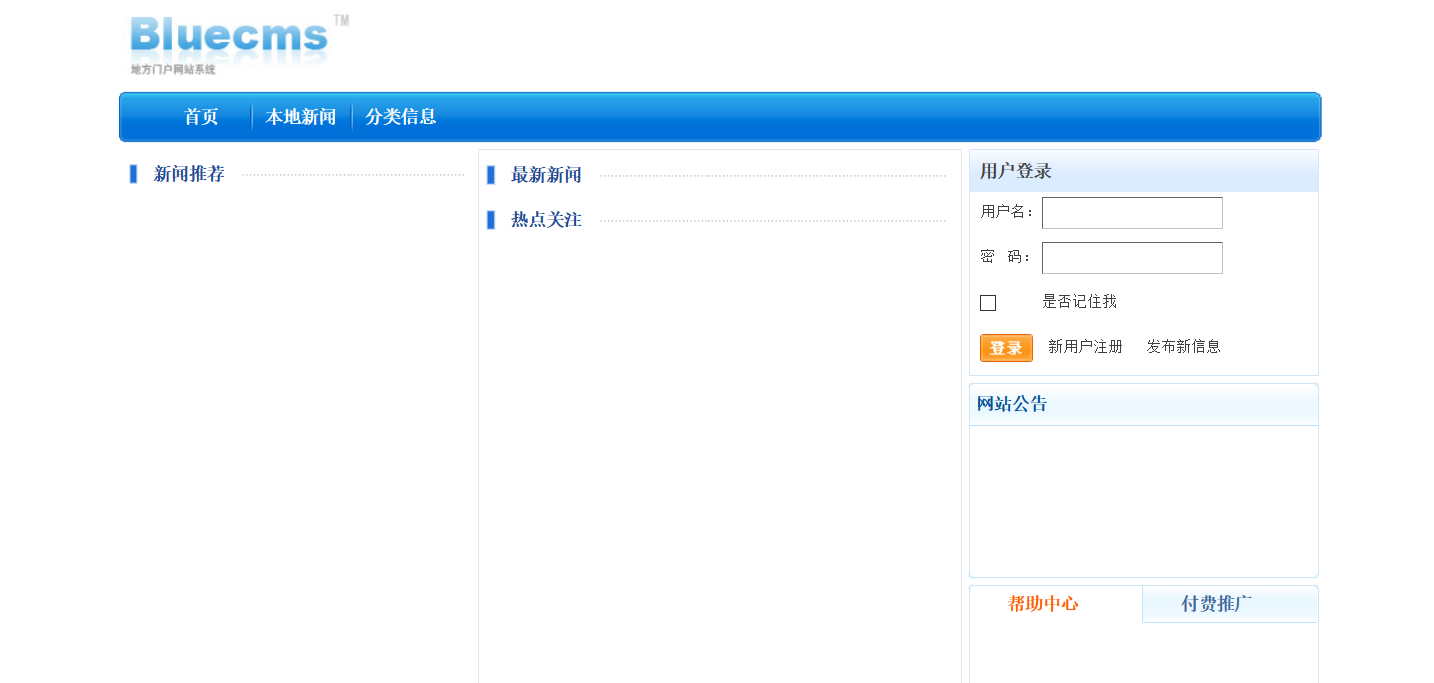 Bluecms TM
地方门户网站系统
首页 本地新闻 分类信息
新闻推荐
最新新闻
热点关注
用户登录
用户名：
密 码：
是否记住我
登录 新用户注册 发布新信息
网站公告
帮助中心 付费推广